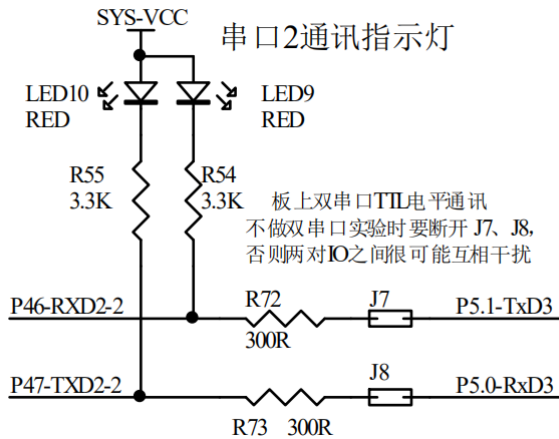 SYS-VCC
串口2通讯指示灯
LED10
RED
LED9
RED
R55
3.3K
R54
3.3K
板上双串口TTL电平通讯
不做双串口实验时要断开 J7、J8,
否则两对IO之间很可能互相干扰
P46-RXD2-2
R72
300R
J7
P5.1-TxD3
P47-TXD2-2
R73 300R
J8
P5.0-RxD3